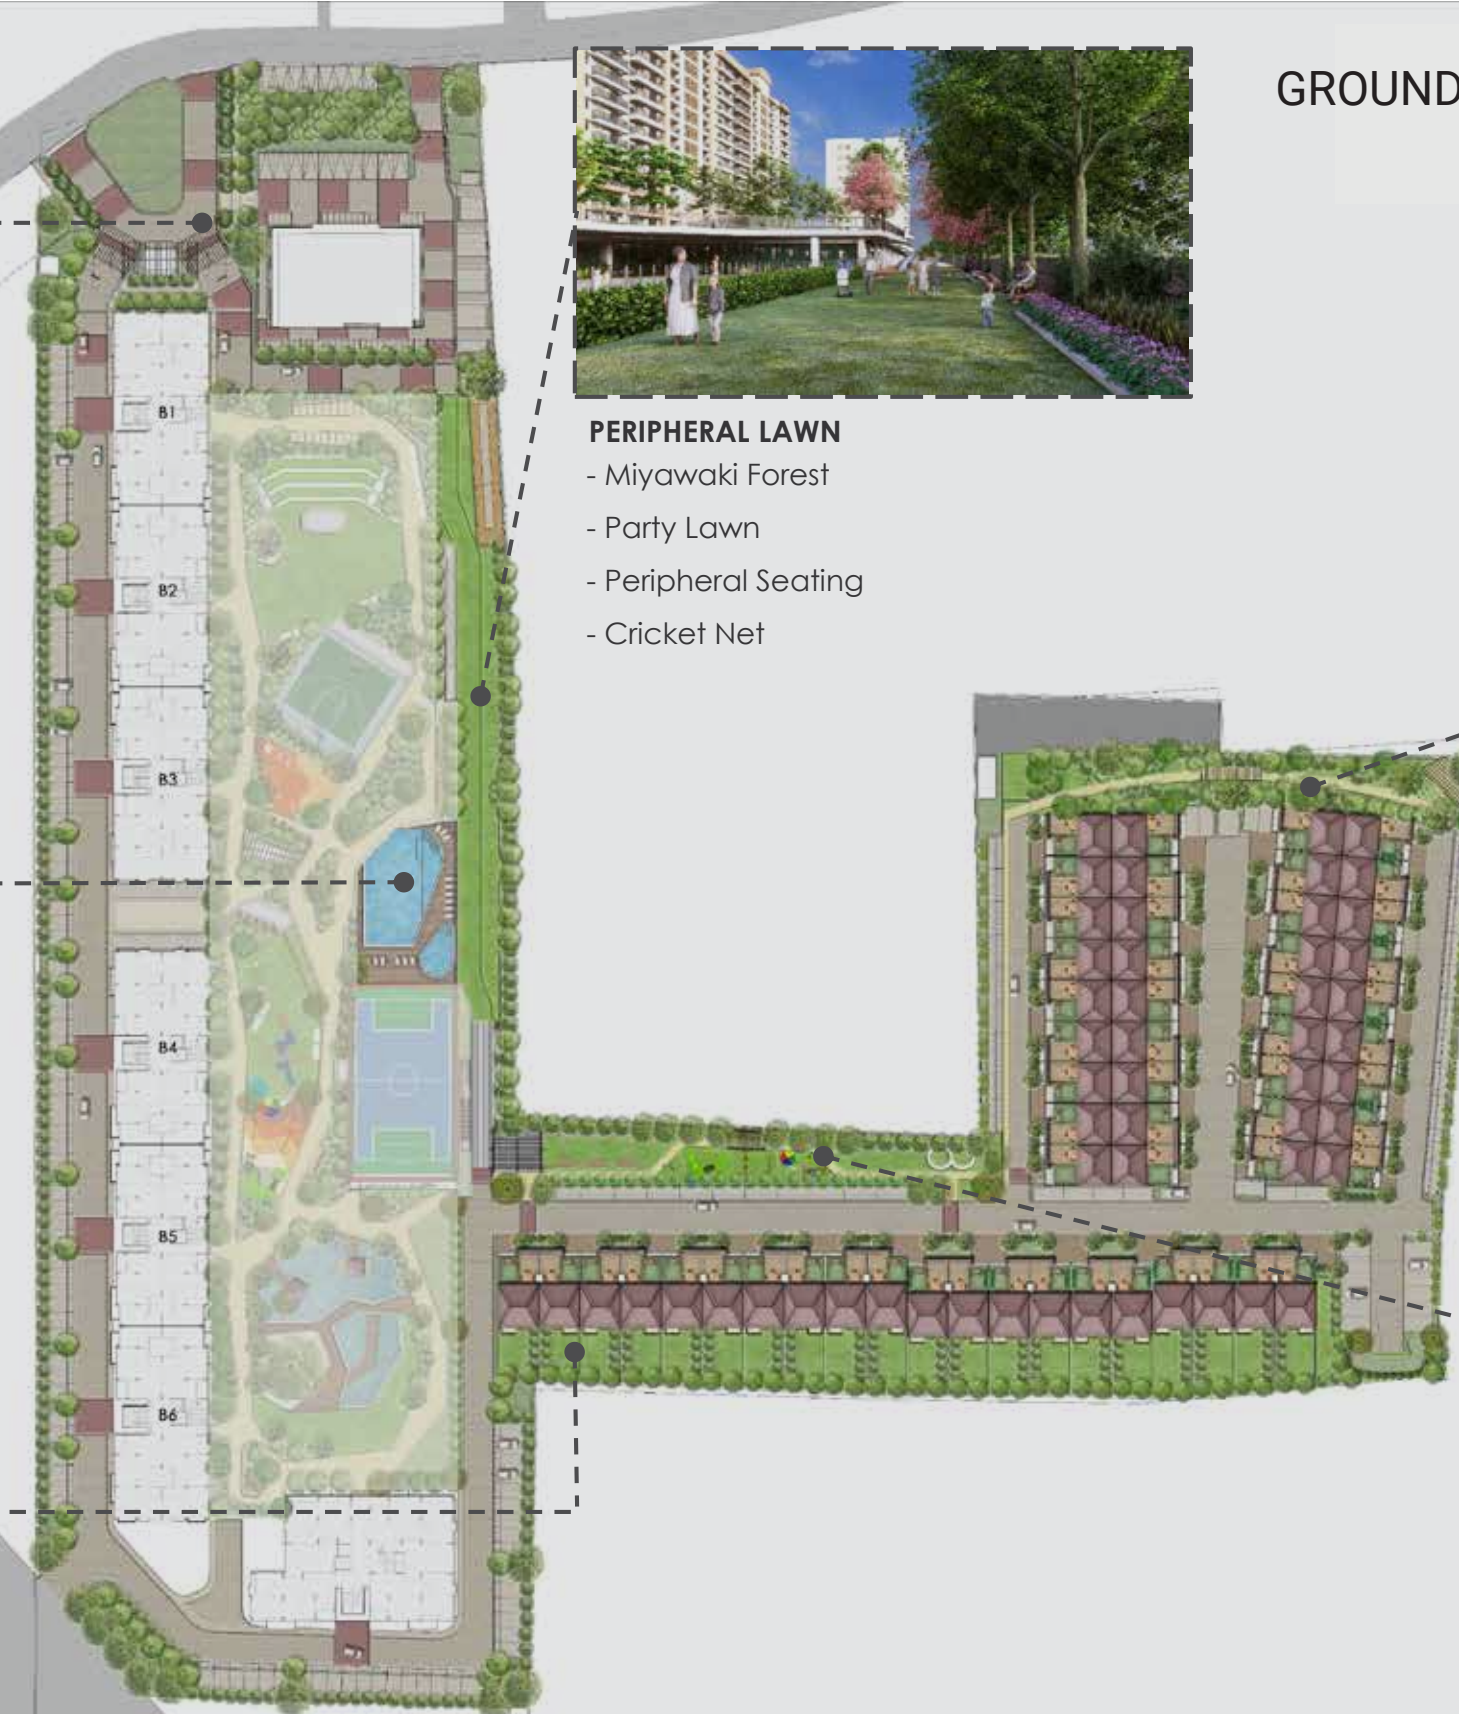 GROUND
PERIPHERAL LAWN
- Miyawaki Forest
- Party Lawn
- Peripheral Seating
- Cricket Net
B1
B2
B3
B4
B5
B6